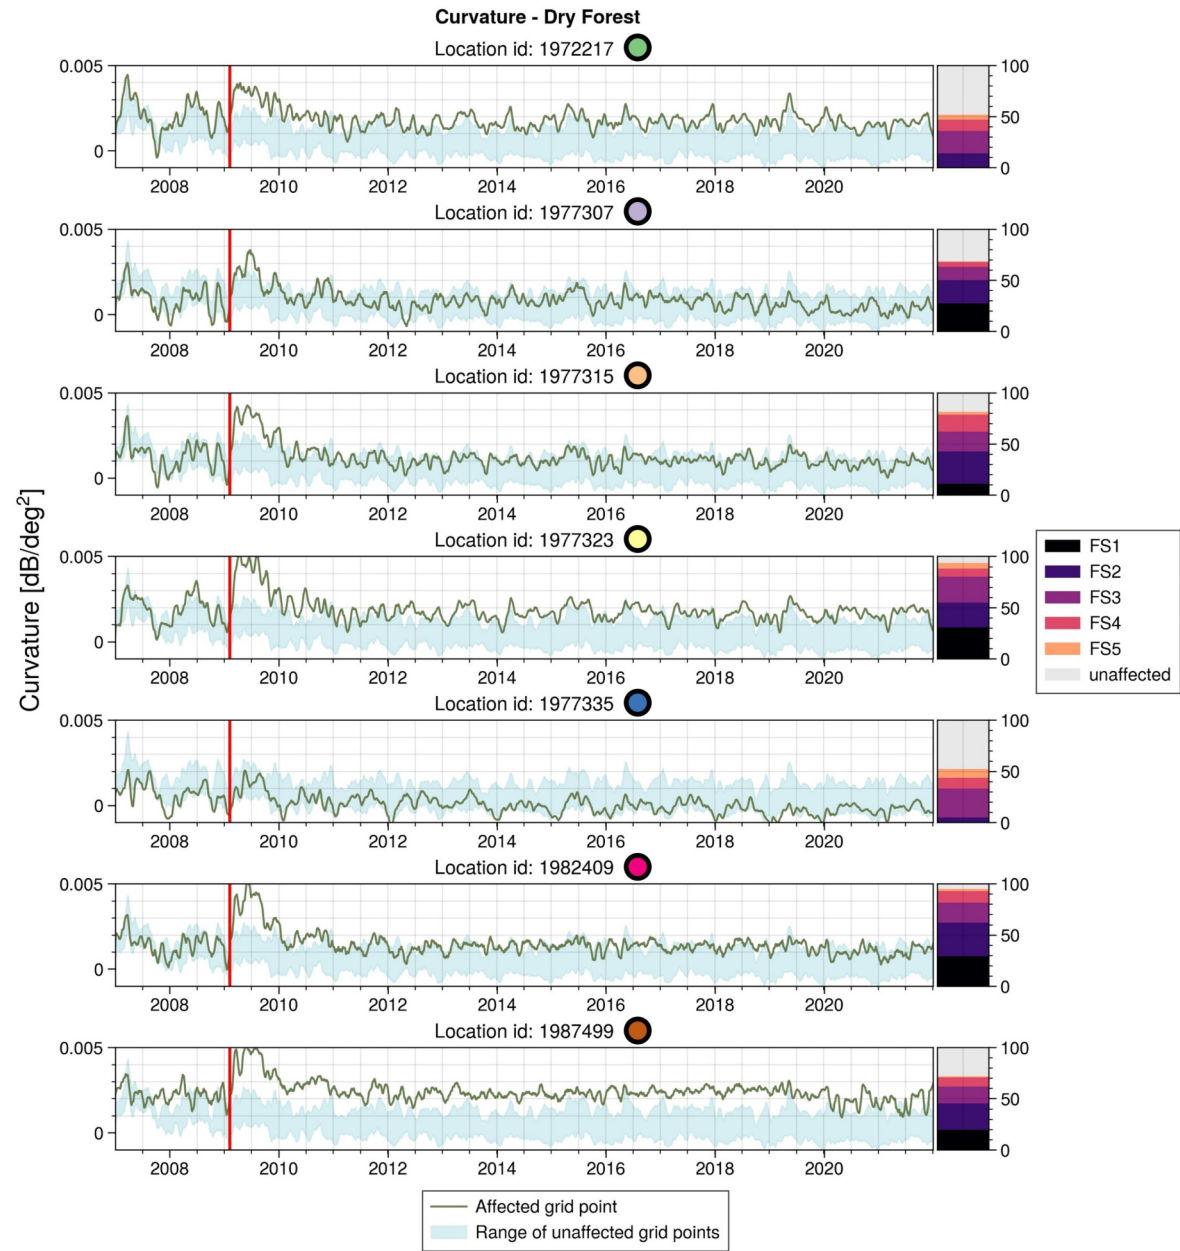 Curvature - Dry Forest
Location id: 1972217
0.005
0
2008 2010 2012 2014 2016 2018 2020
100
50
0
Location id: 1977307
0.005
0
2008 2010 2012 2014 2016 2018 2020
100
50
0
Location id: 1977315
0.005
0
2008 2010 2012 2014 2016 2018 2020
100
50
0
Location id: 1977323
0.005
0
2008 2010 2012 2014 2016 2018 2020
100
50
0
Location id: 1977335
0.005
0
2008 2010 2012 2014 2016 2018 2020
100
50
0
Location id: 1982409
0.005
0
2008 2010 2012 2014 2016 2018 2020
100
50
0
Location id: 1987499
0.005
0
2008 2010 2012 2014 2016 2018 2020
100
50
0
Curvature [dB/deg²]
FS1
FS2
FS3
FS4
FS5
unaffected
Affected grid point
Range of unaffected grid points